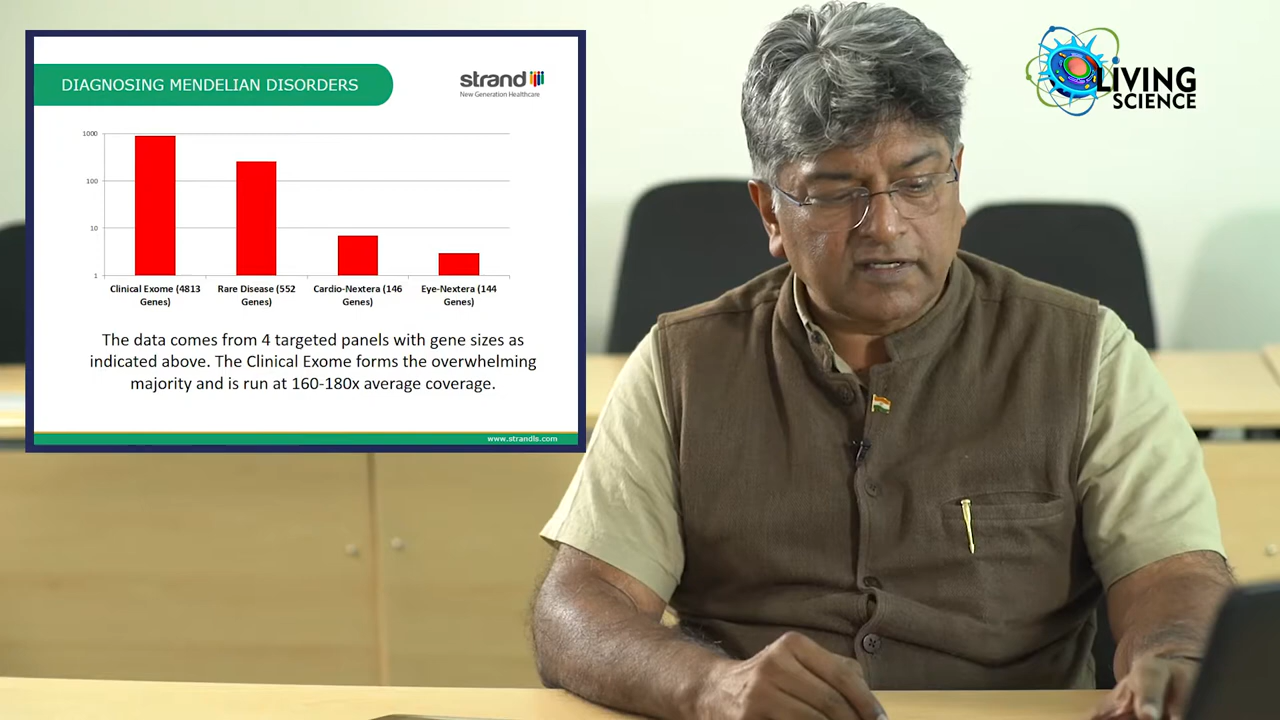 DIAGNOSING MENDELIAN DISORDERS
strand
New Generation Healthcare
1000
100
10
1
Clinical Exome (4813
Genes)
Rare Disease (552
Genes)
Cardio-Nextera (146
Genes)
Eye-Nextera (144
Genes)
The data comes from 4 targeted panels with gene sizes as
indicated above. The Clinical Exome forms the overwhelming
majority and is run at 160-180x average coverage.
www.strandls.com
LIVING
SCIENCE